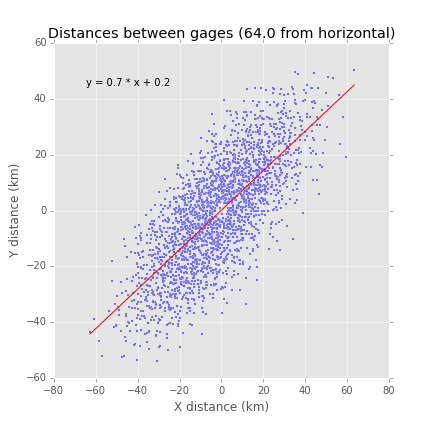 Distances between gages (64.0 from horizontal)
y = 0.7 * x + 0.2
Y distance (km)
60
40
20
0
−20
−40
−60
−80 −60 −40 −20 0 20 40 60 80
X distance (km)